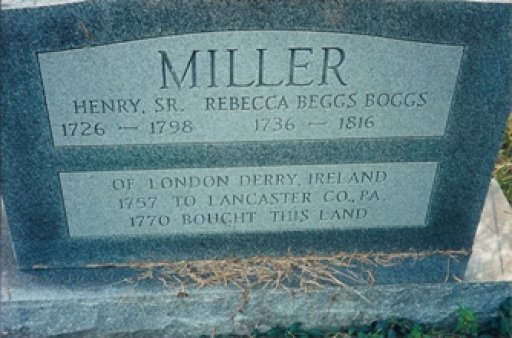 MILLER
HENRY, SR. REBECCA BEGGS BOGGS
1726 — 1798 1736 — 1816
OF LONDON DERRY, IRELAND
1757 TO LANCASTER CO., PA.
1770 BOUGHT THIS LAND